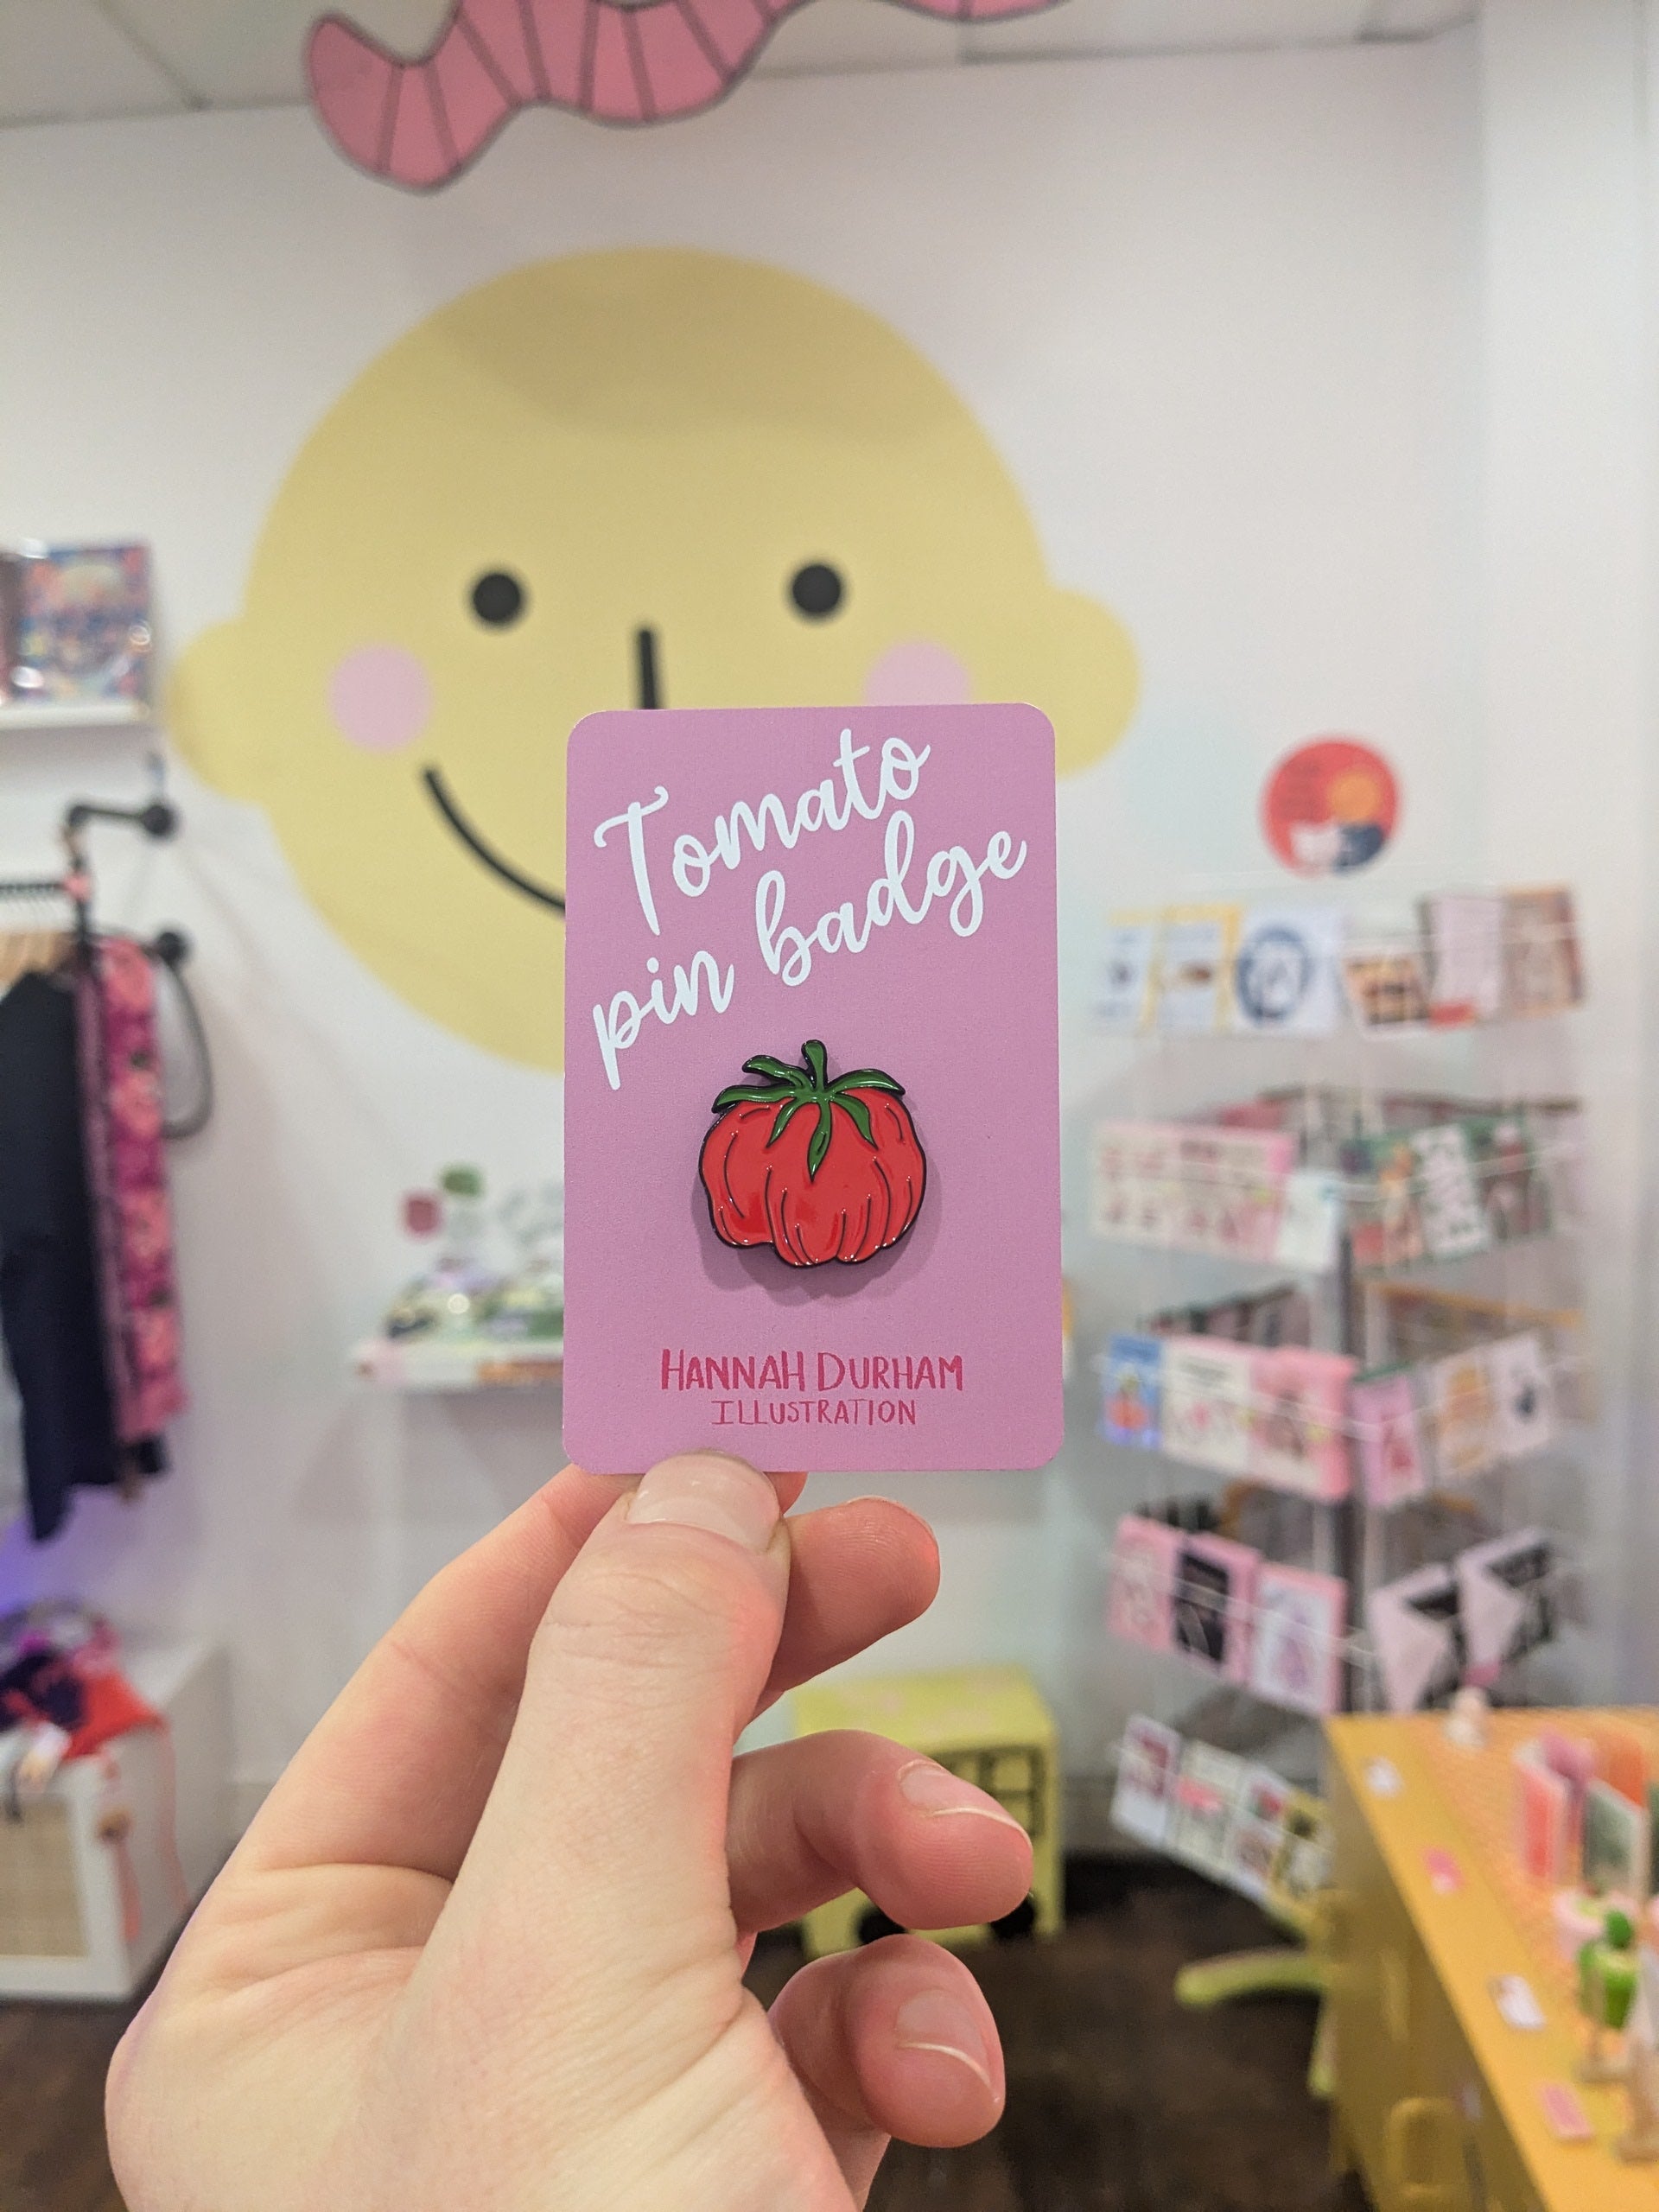 Tomato
pin badge
HANNAH DURHAM
ILLUSTRATION